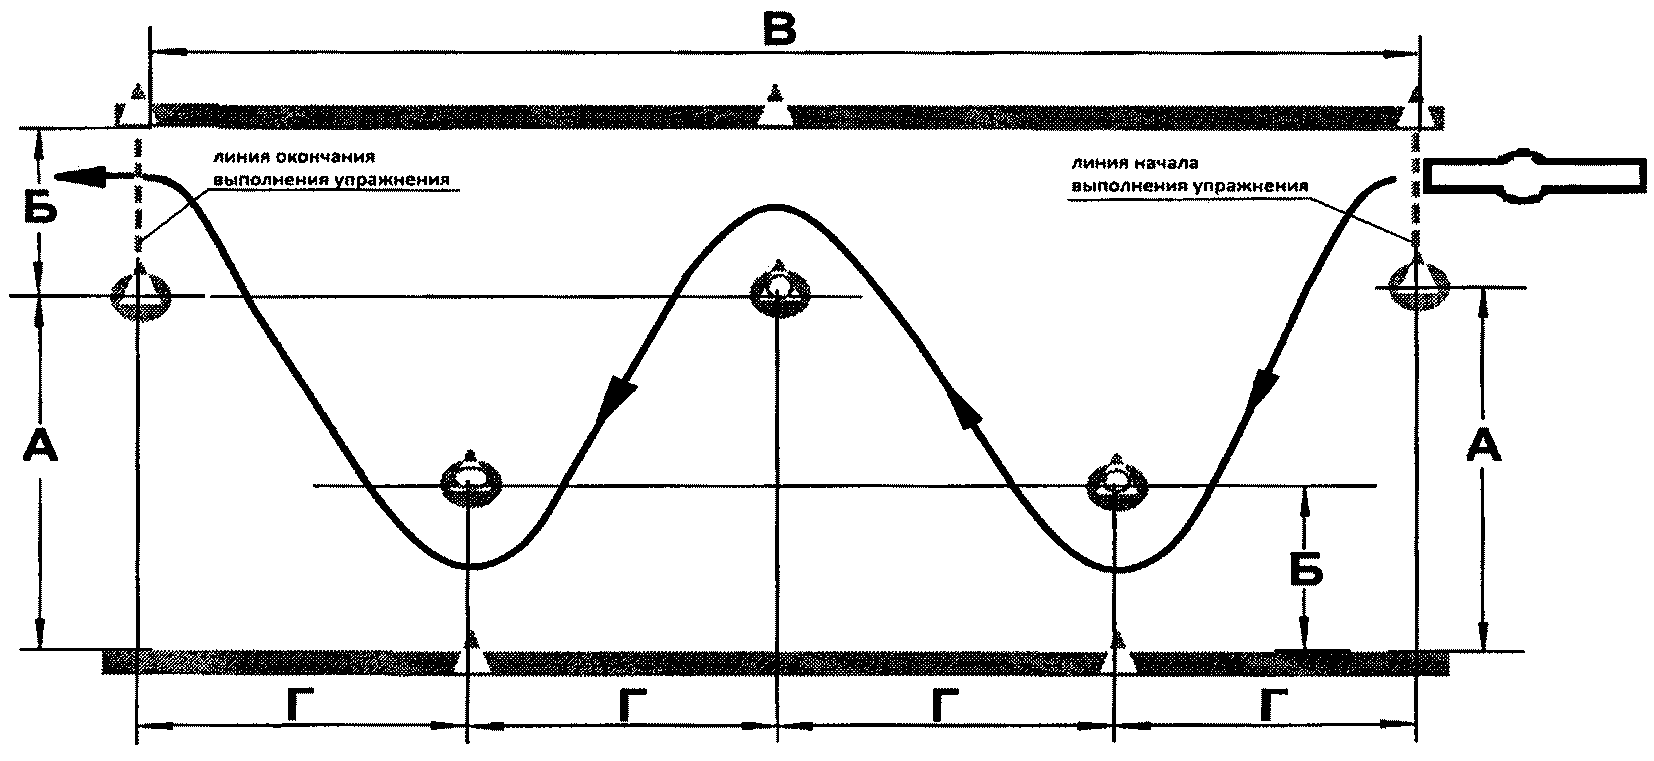 В
линия окончания
выполнения упражнения
линия начала
выполнения упражнения
Б
А
А
Б
Г
Г
Г
Г